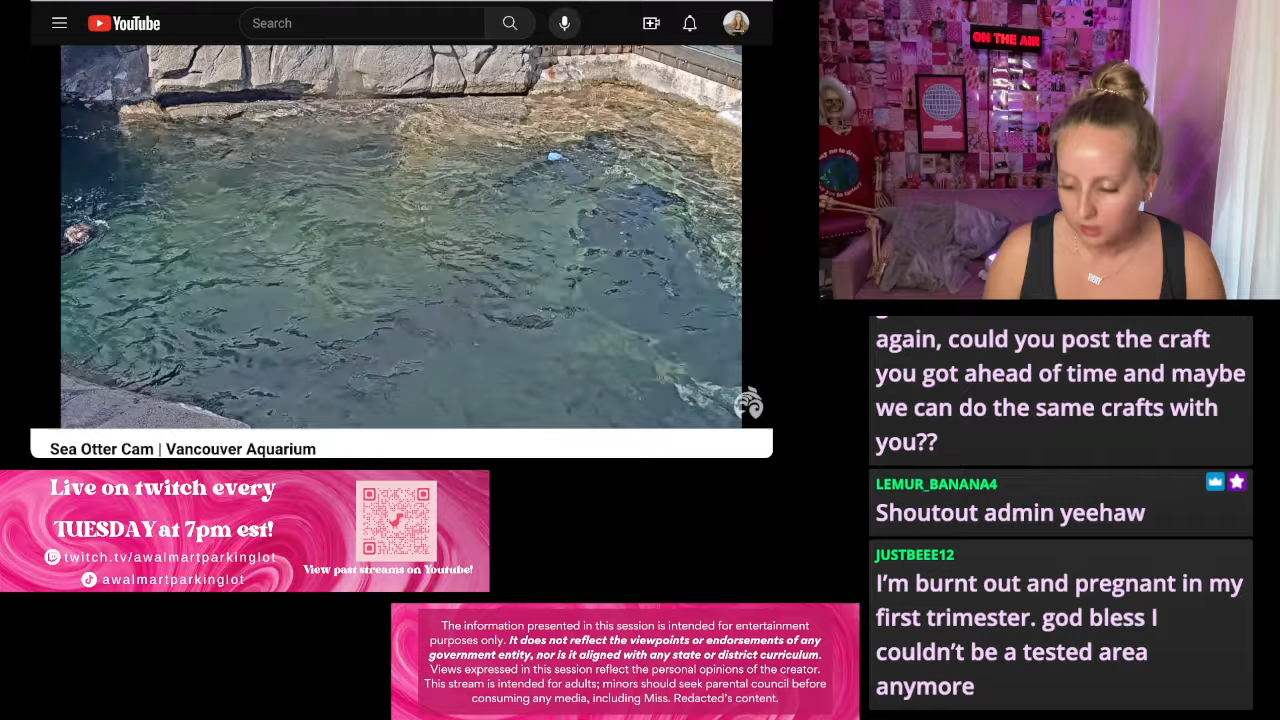 YouTube
Search
ON THE AIR
Sea Otter Cam | Vancouver Aquarium
Live on twitch every
TUESDAY at 7pm est!
twitch.tv/awalmartparkinglot
awalmartparkinglot
View past streams on Youtube!
The information presented in this session is intended for entertainment
purposes only. It does not reflect the viewpoints or endorsements of any
government entity, nor is it aligned with any state or district curriculum.
Views expressed in this session reflect the personal opinions of the creator.
This stream is intended for adults; minors should seek parental council before
consuming any media, including Miss. Redacted's content.
again, could you post the craft
you got ahead of time and maybe
we can do the same crafts with
you??
LEMUR_BANANA4
Shoutout admin yeehaw
JUSTBEEE12
I'm burnt out and pregnant in my
first trimester. god bless I
couldn't be a tested area
anymore